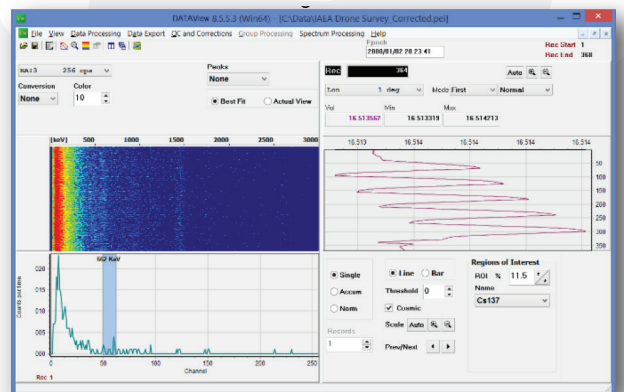 DATAView 8.5.5.3 (Win64) - [C:\Data\IAEA Drone Survey_Corrected.pei]
File View Data Processing Data Export QC and Corrections Group Processing Spectrum Processing Help
Epoch
2000/01/02 20 23 41
Rec Start 1
Rec End 368
NAI3 256 cpw
Conversion Color
None 10
Peaks
None
Best Fit Actual View
Rec 364 Auto
Lon 1 deg Mode First Normal
Val Min Max
16.513567 16.513319 16.514213
[keV] 500 1000 1500 2000 2500 3000
16.513 16.513 16.514 16.514 16.514
50
100
150
200
250
300
350
662 KeV
Counts per time
020
015
010
005
000
0 50 100 150 200 250
Channel
Rec 1
Single
Accum
Norm
Records
1
Line Bar
Threshold 0
Cosmic
Scale Auto
Prev/Next
Regions of Interest
ROI % 11.5
Name
Cs137